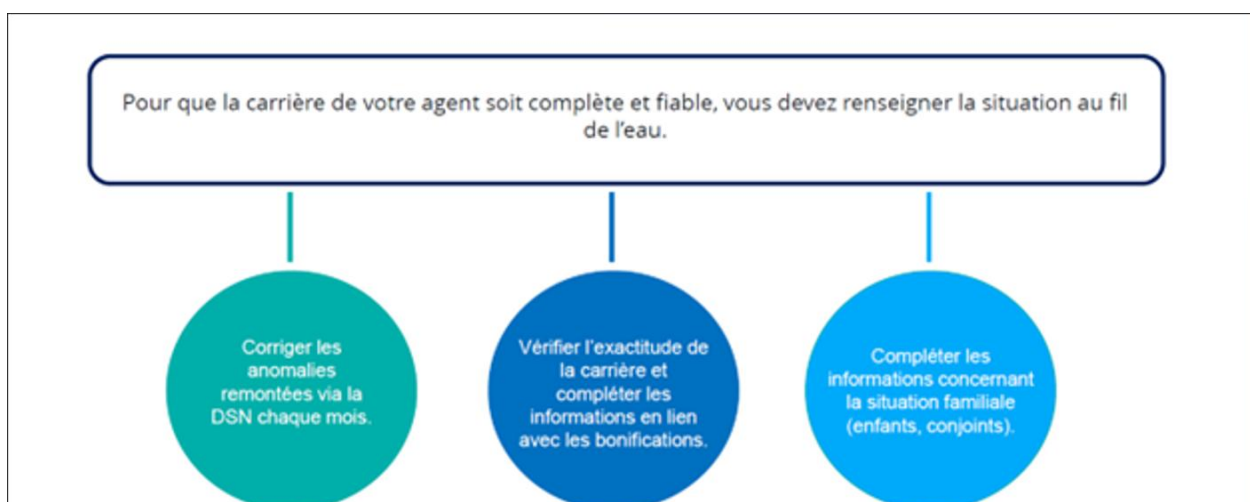 Pour que la carrière de votre agent soit complète et fiable, vous devez renseigner la situation au fil
de l'eau.
Corriger les
anomalies
remontées via la
DSN chaque mois.
Vérifier l'exactitude de
la carrière et
compléter les
informations en lien
avec les bonifications.
Compléter les
informations concernant
la situation familiale
(enfants, conjoints).